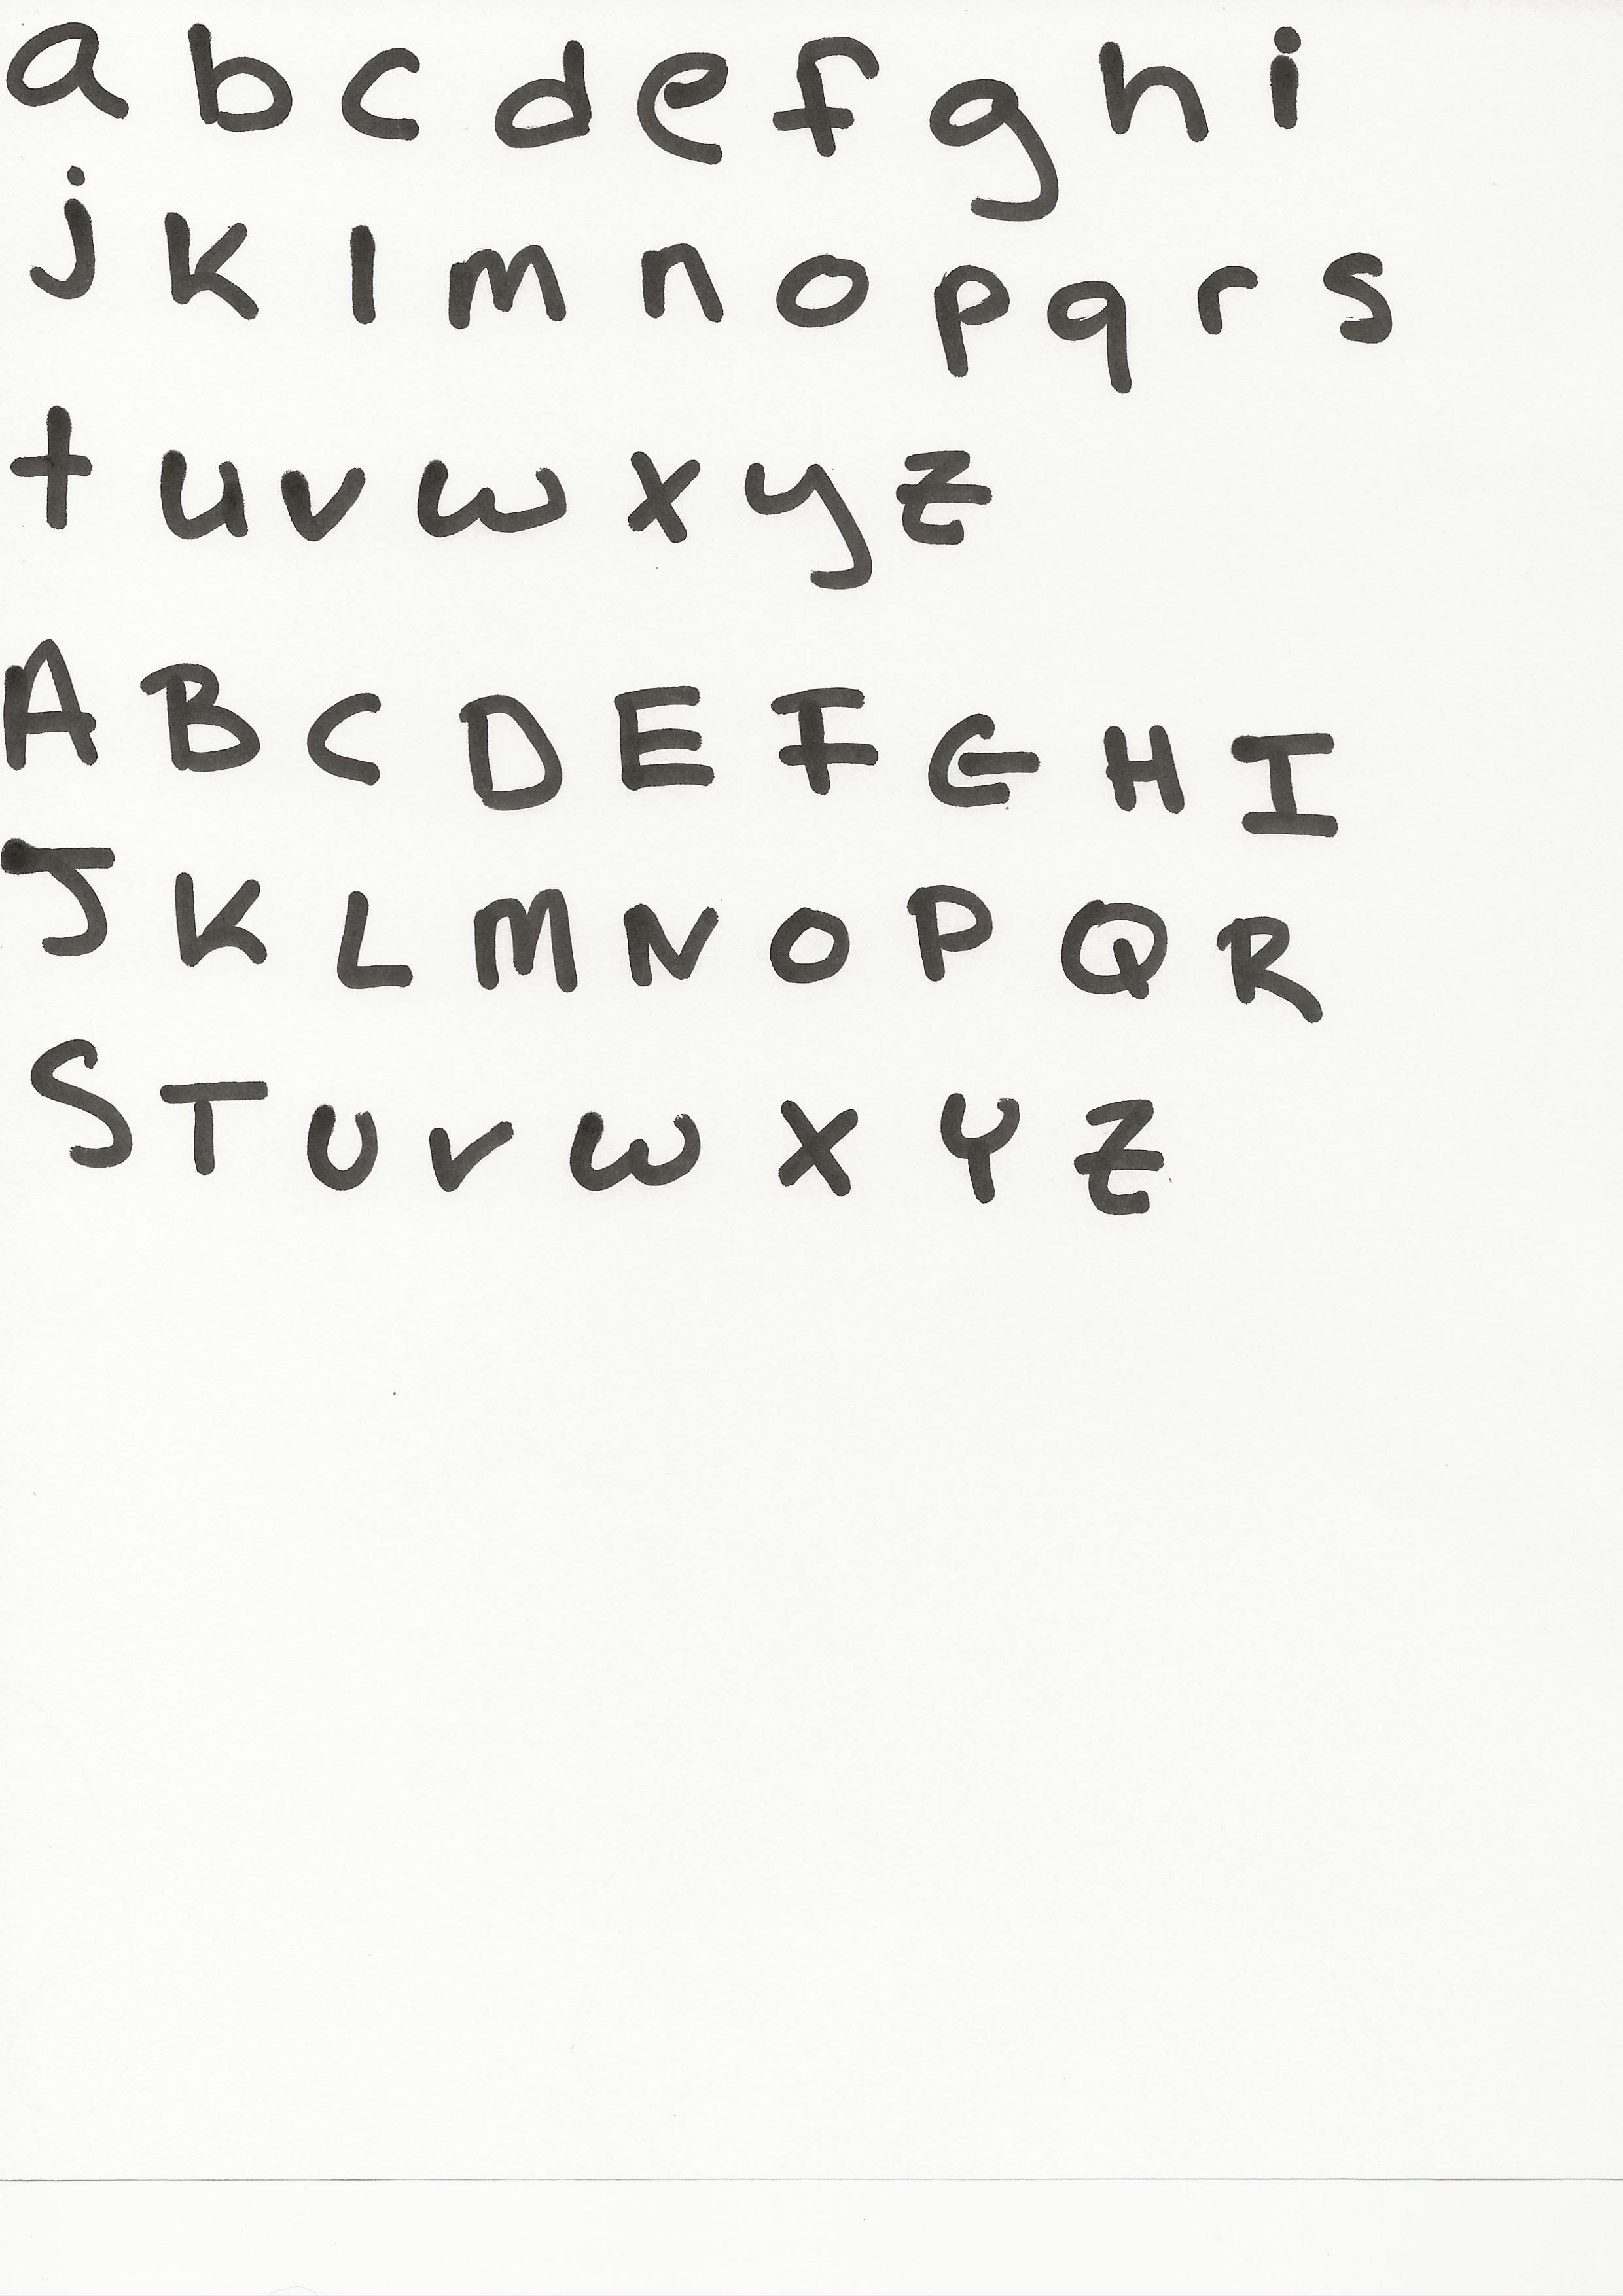 a b c d e f g h i
j k l m n o p q r s
t u v w x y z
A B C D E F G H I
J K L M N O P Q R
S T U V W X Y Z